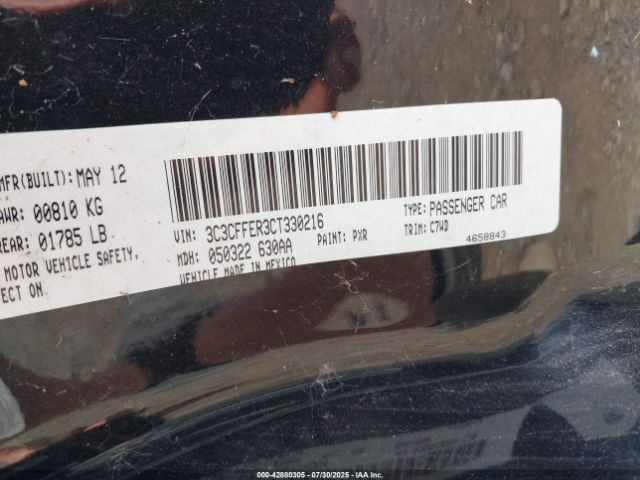 MFR(BUILT): MAY 12
AWR: 00810 KG
REAR: 01785 LB
MOTOR VEHICLE SAFETY,
ECT ON
VIN: 3C3CFFER3CT330216
MDH: 050322 630AA
PAINT: PXR
VEHICLE MADE IN MEXICO
TYPE: PASSENGER CAR
TRIM: C7WD
4658843
000-42880305 | 07/30/2025 | IAA Inc.